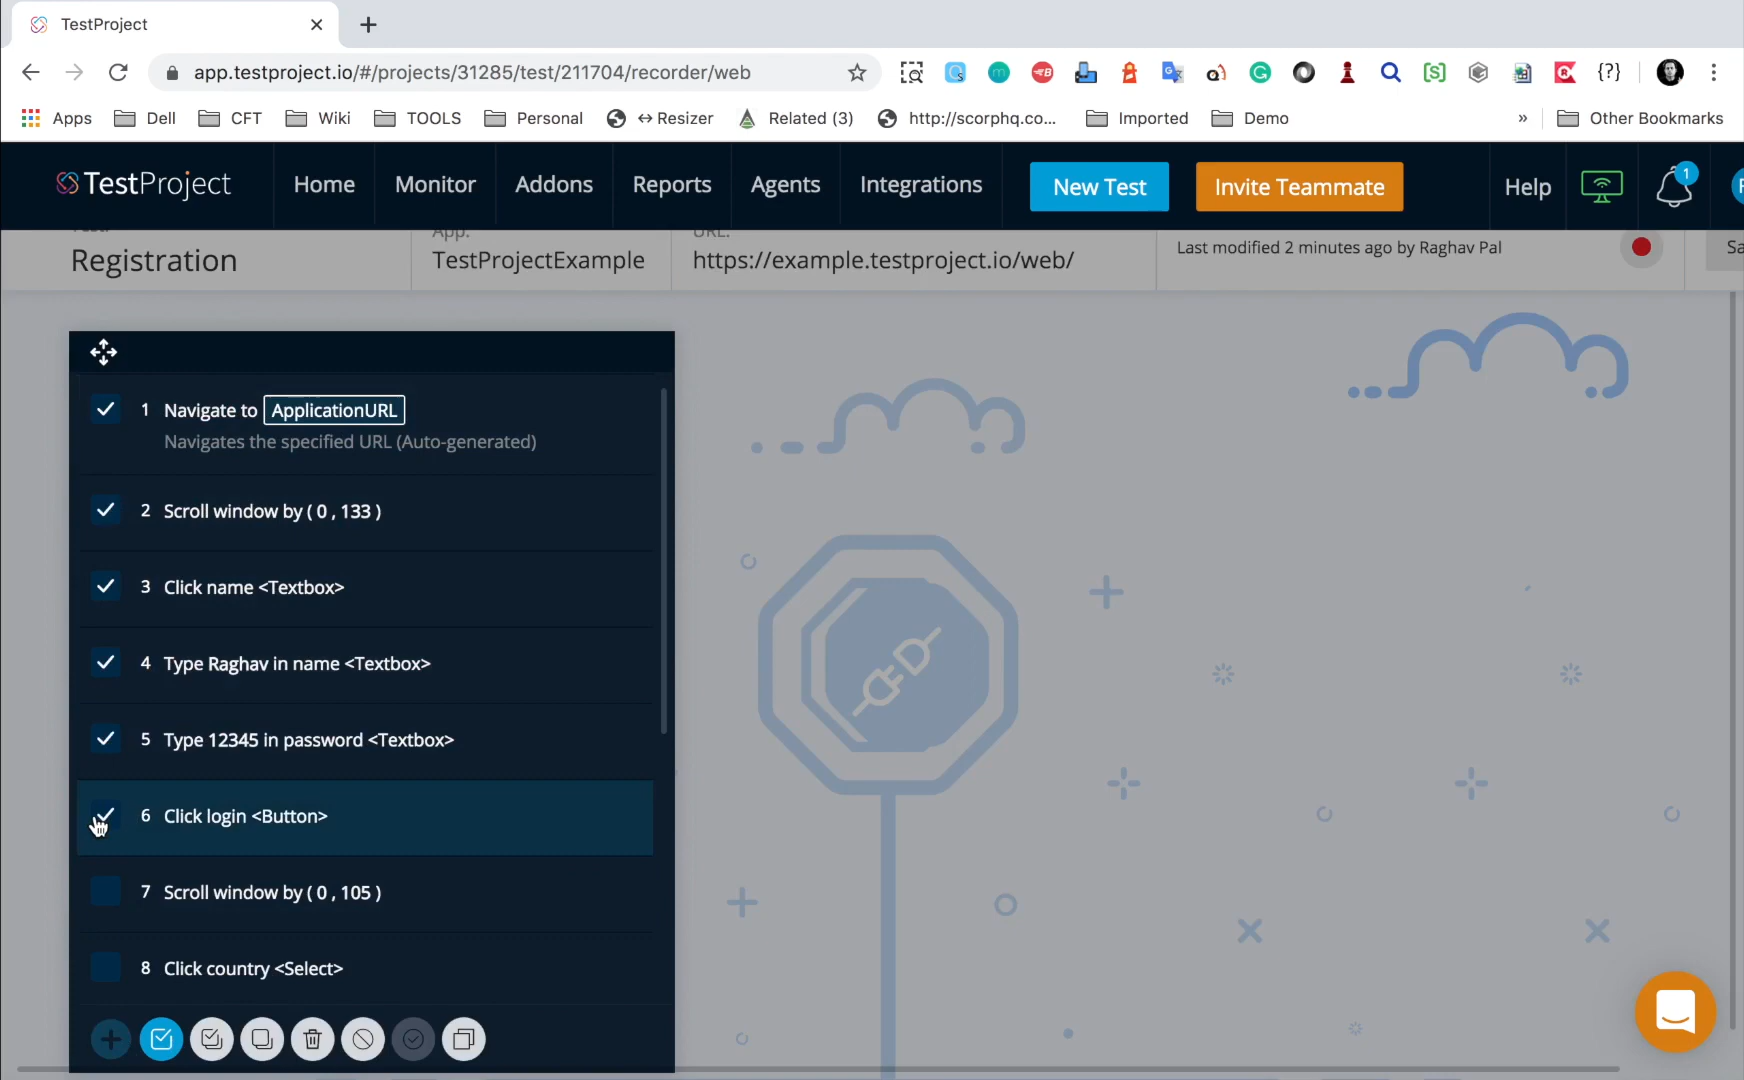 TestProject
app.testproject.io/#/projects/31285/test/211704/recorder/web
Apps Dell CFT Wiki TOOLS Personal ↔Resizer Related (3) http://scorphq.co... Imported Demo » Other Bookmarks
TestProject Home Monitor Addons Reports Agents Integrations New Test Invite Teammate Help 1
App: URL:
Registration TestProjectExample https://example.testproject.io/web/ Last modified 2 minutes ago by Raghav Pal Sa
1 Navigate to ApplicationURL
Navigates the specified URL (Auto-generated)
2 Scroll window by ( 0 , 133 )
3 Click name <Textbox>
4 Type Raghav in name <Textbox>
5 Type 12345 in password <Textbox>
6 Click login <Button>
7 Scroll window by ( 0 , 105 )
8 Click country <Select>